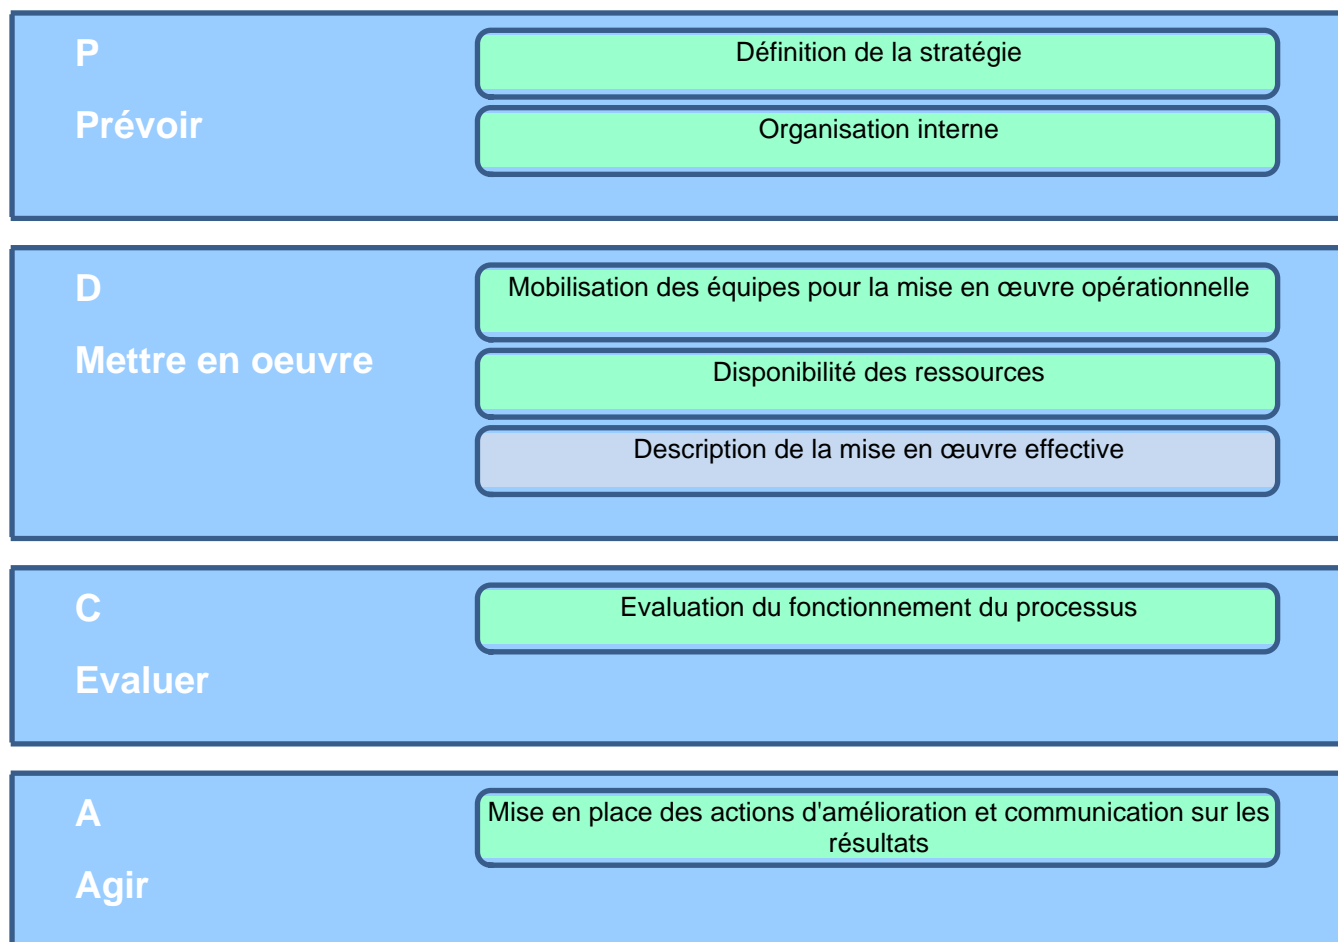 P
Prévoir
Définition de la stratégie
Organisation interne
D
Mettre en oeuvre
Mobilisation des équipes pour la mise en œuvre opérationnelle
Disponibilité des ressources
Description de la mise en œuvre effective
C
Evaluer
Evaluation du fonctionnement du processus
A
Agir
Mise en place des actions d'amélioration et communication sur les
résultats